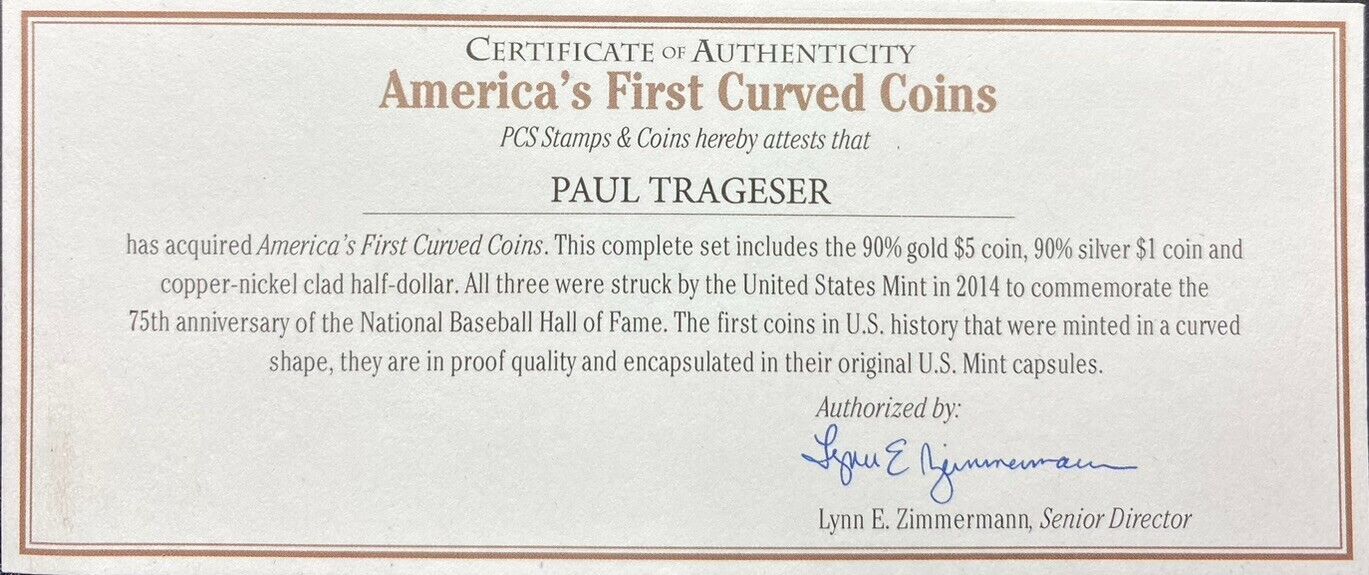 CERTIFICATE OF AUTHENTICITY
America's First Curved Coins
PCS Stamps & Coins hereby attests that
PAUL TRAGESER
has acquired America's First Curved Coins. This complete set includes the 90% gold $5 coin, 90% silver $1 coin and
copper-nickel clad half-dollar. All three were struck by the United States Mint in 2014 to commemorate the
75th anniversary of the National Baseball Hall of Fame. The first coins in U.S. history that were minted in a curved
shape, they are in proof quality and encapsulated in their original U.S. Mint capsules.
Authorized by:
Lynn E Zimmermann
Lynn E. Zimmermann, Senior Director